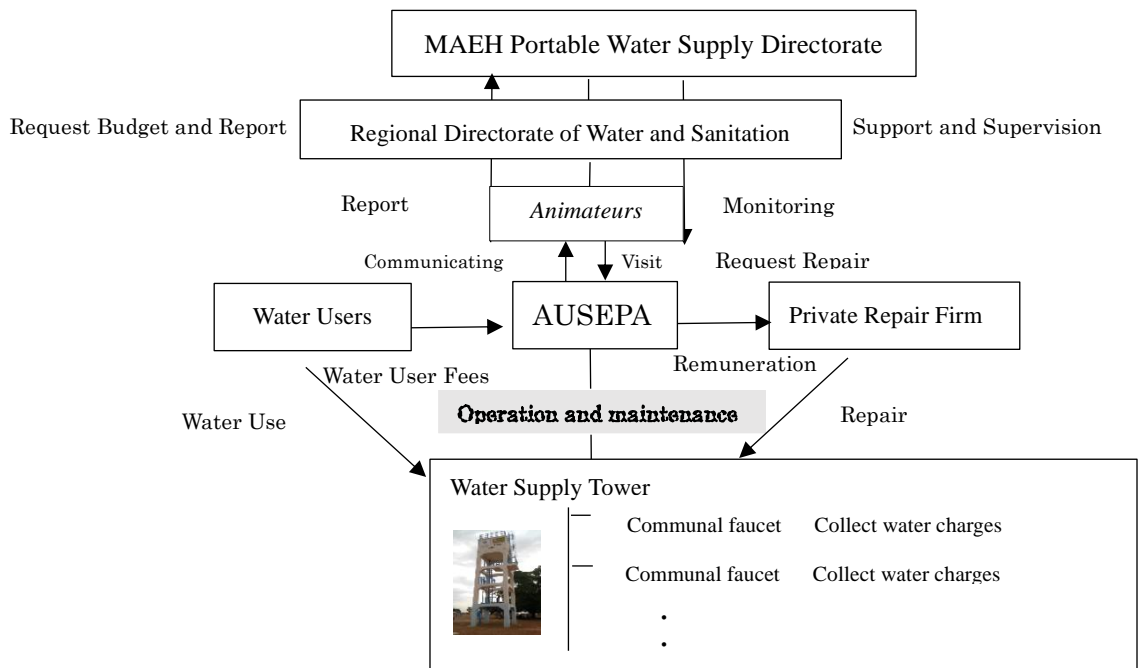 MAEH Portable Water Supply Directorate
Request Budget and Report
Regional Directorate of Water and Sanitation
Support and Supervision
Report
Animateurs
Monitoring
Communicating
Visit
Request Repair
Water Users
AUSEPA
Private Repair Firm
Water User Fees
Remuneration
Water Use
Operation and maintenance
Repair
Water Supply Tower
Communal faucet Collect water charges
Communal faucet Collect water charges
・
・